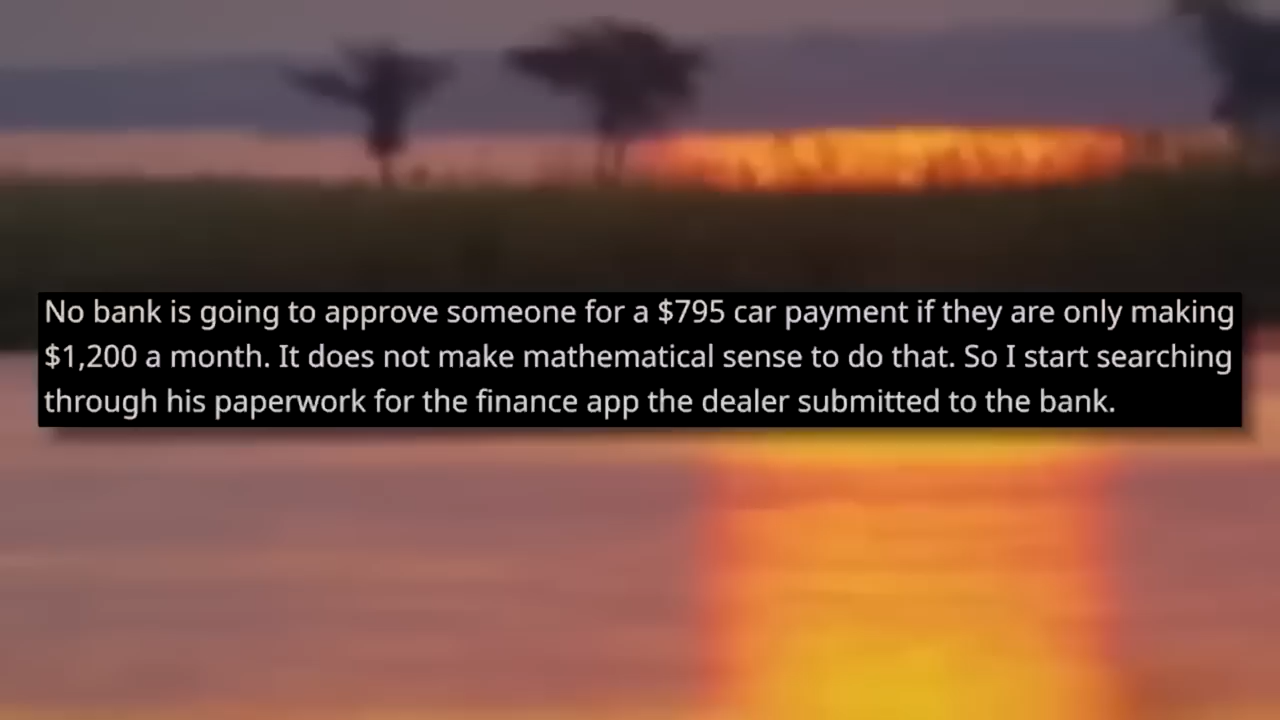 No bank is going to approve someone for a $795 car payment if they are only making
$1,200 a month. It does not make mathematical sense to do that. So I start searching
through his paperwork for the finance app the dealer submitted to the bank.